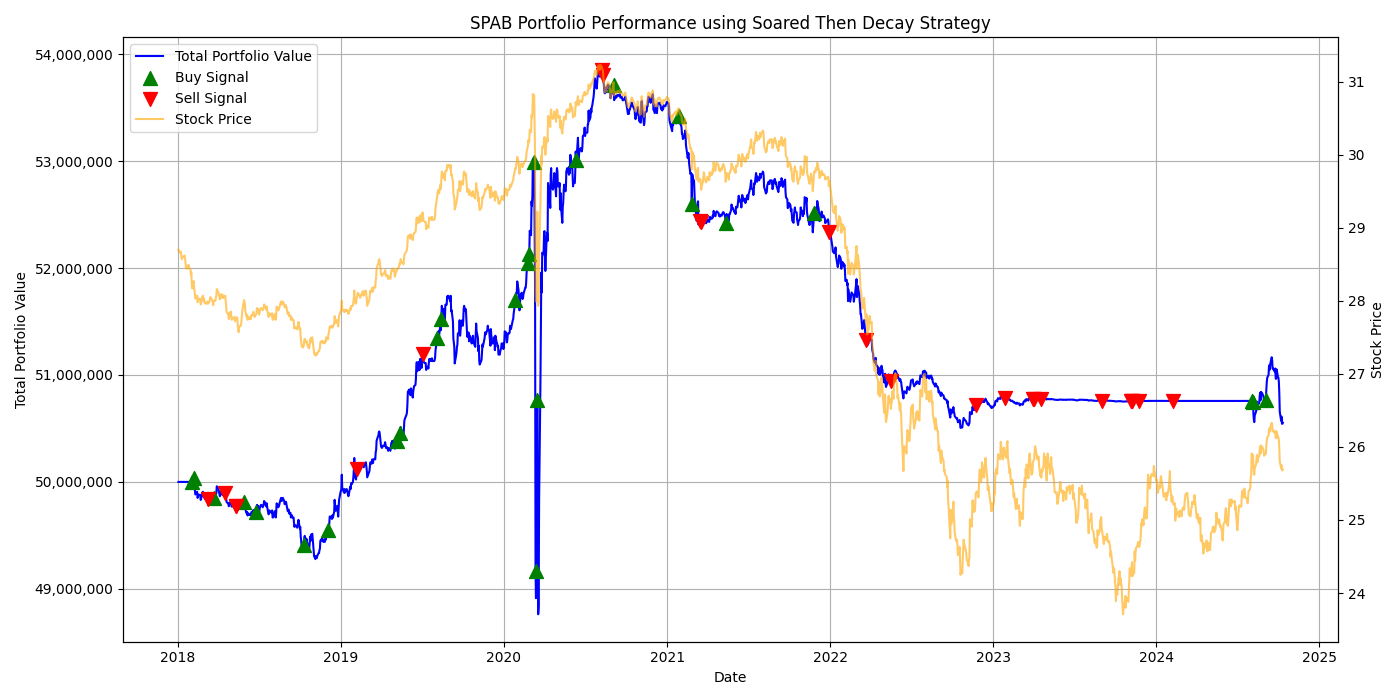 SPAB Portfolio Performance using Soared Then Decay Strategy
Total Portfolio Value
Buy Signal
Sell Signal
Stock Price
54,000,000
53,000,000
52,000,000
51,000,000
50,000,000
49,000,000
Total Portfolio Value
31
30
29
28
27
26
25
24
Stock Price
2018
2019
2020
2021
2022
2023
2024
2025
Date